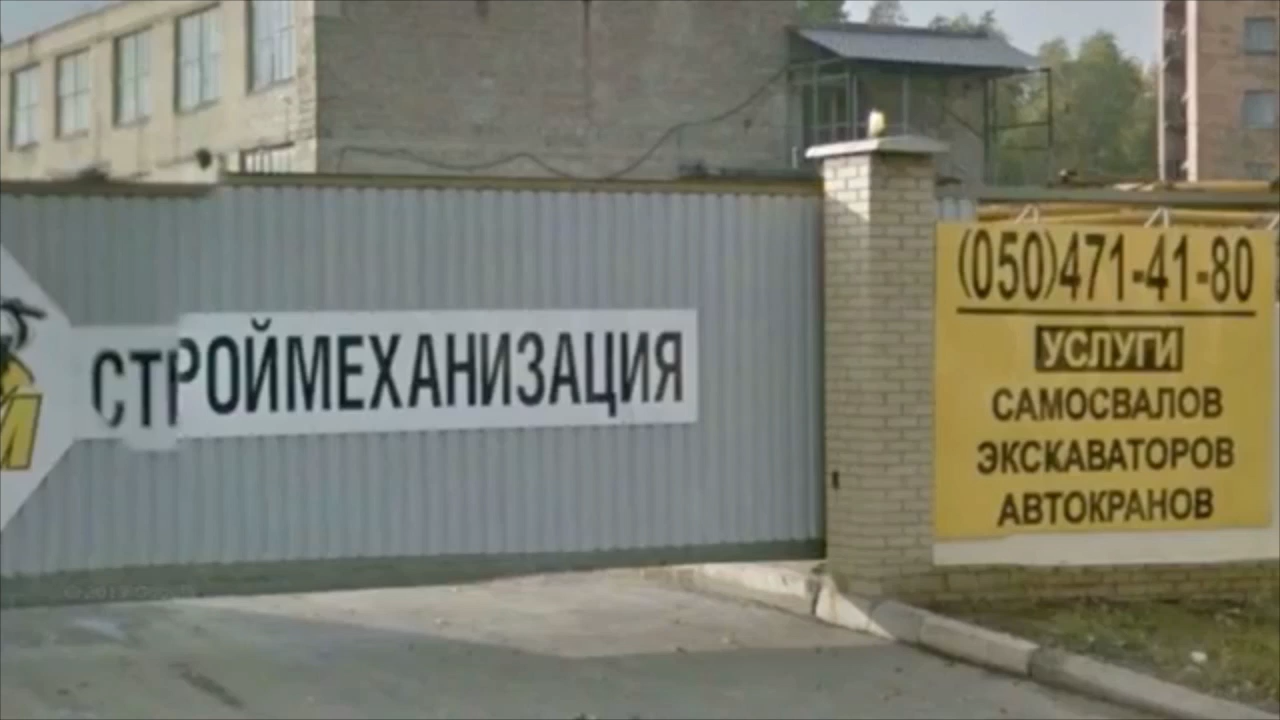 СТРОЙМЕХАНИЗАЦИЯ
(050)471-41-80
УСЛУГИ
САМОСВАЛОВ
ЭКСКАВАТОРОВ
АВТОКРАНОВ